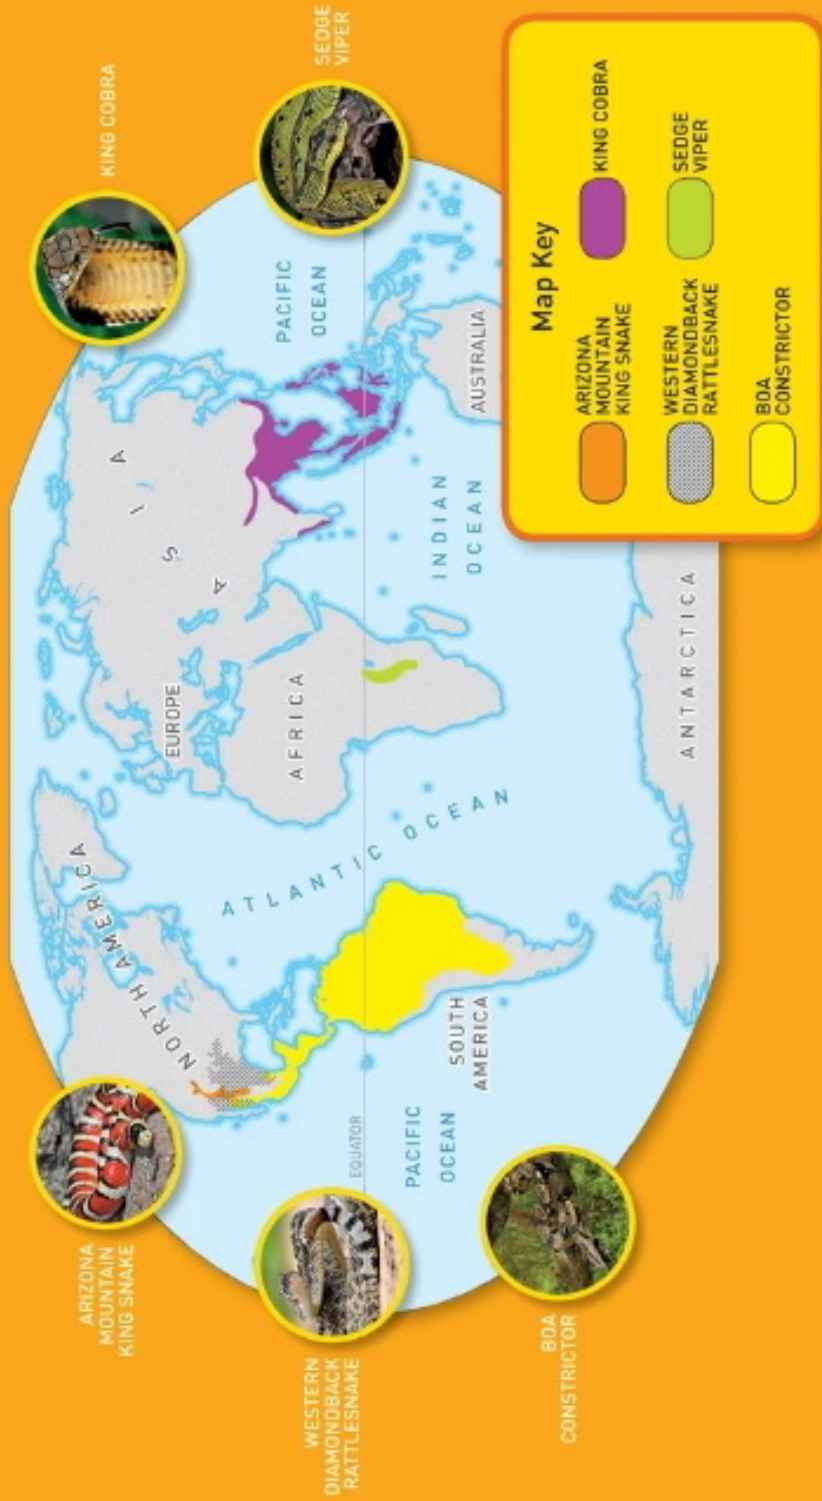 ARIZONA
MOUNTAIN
KING SNAKE
KING COBRA
WESTERN
DIAMONDBACK
RATTLESNAKE
SEDGE
VIPER
BOA
CONSTRICTOR
NORTH AMERICA
EUROPE
ASIA
ATLANTIC OCEAN
AFRICA
PACIFIC
OCEAN
EQUATOR
PACIFIC
OCEAN
SOUTH
AMERICA
INDIAN
OCEAN
AUSTRALIA
ANTARCTICA
Map Key
ARIZONA
MOUNTAIN
KING SNAKE
KING COBRA
WESTERN
DIAMONDBACK
RATTLESNAKE
SEDGE
VIPER
BOA
CONSTRICTOR